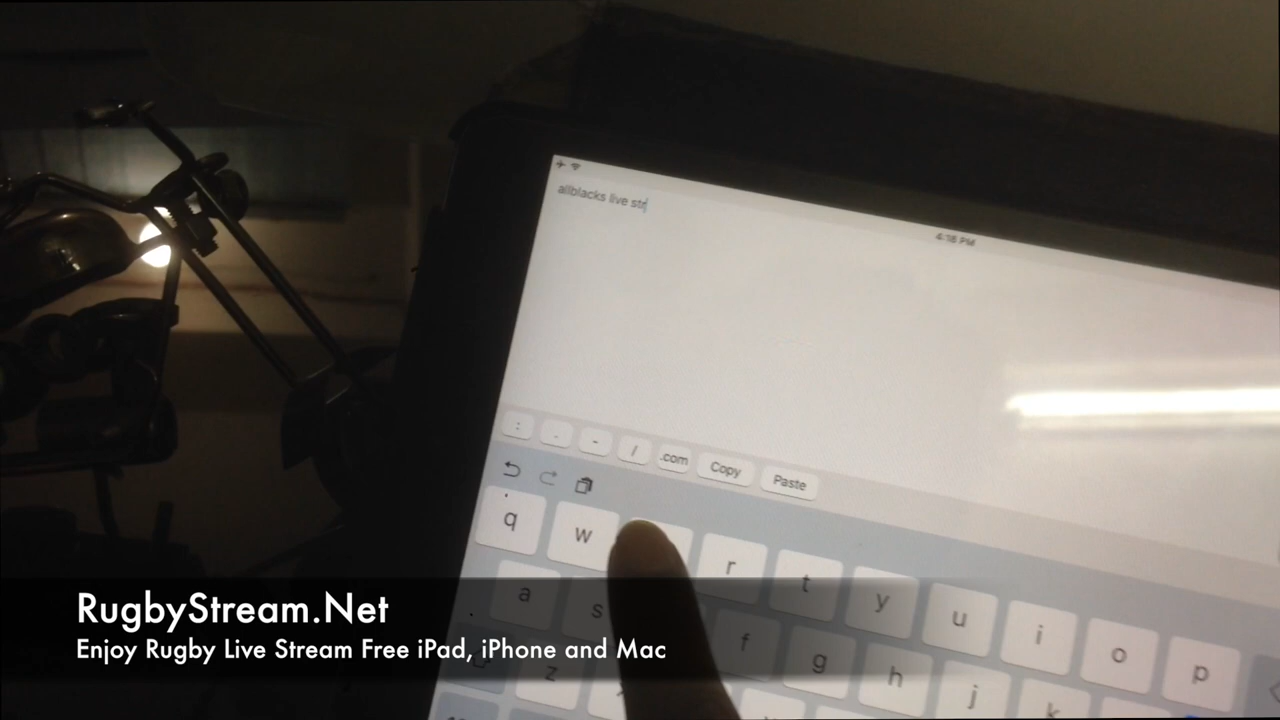 allblacks live str
4:18 PM
: . - / .com Copy Paste
q w r t y u i o p
a s f g h j k
z
RugbyStream.Net
Enjoy Rugby Live Stream Free iPad, iPhone and Mac